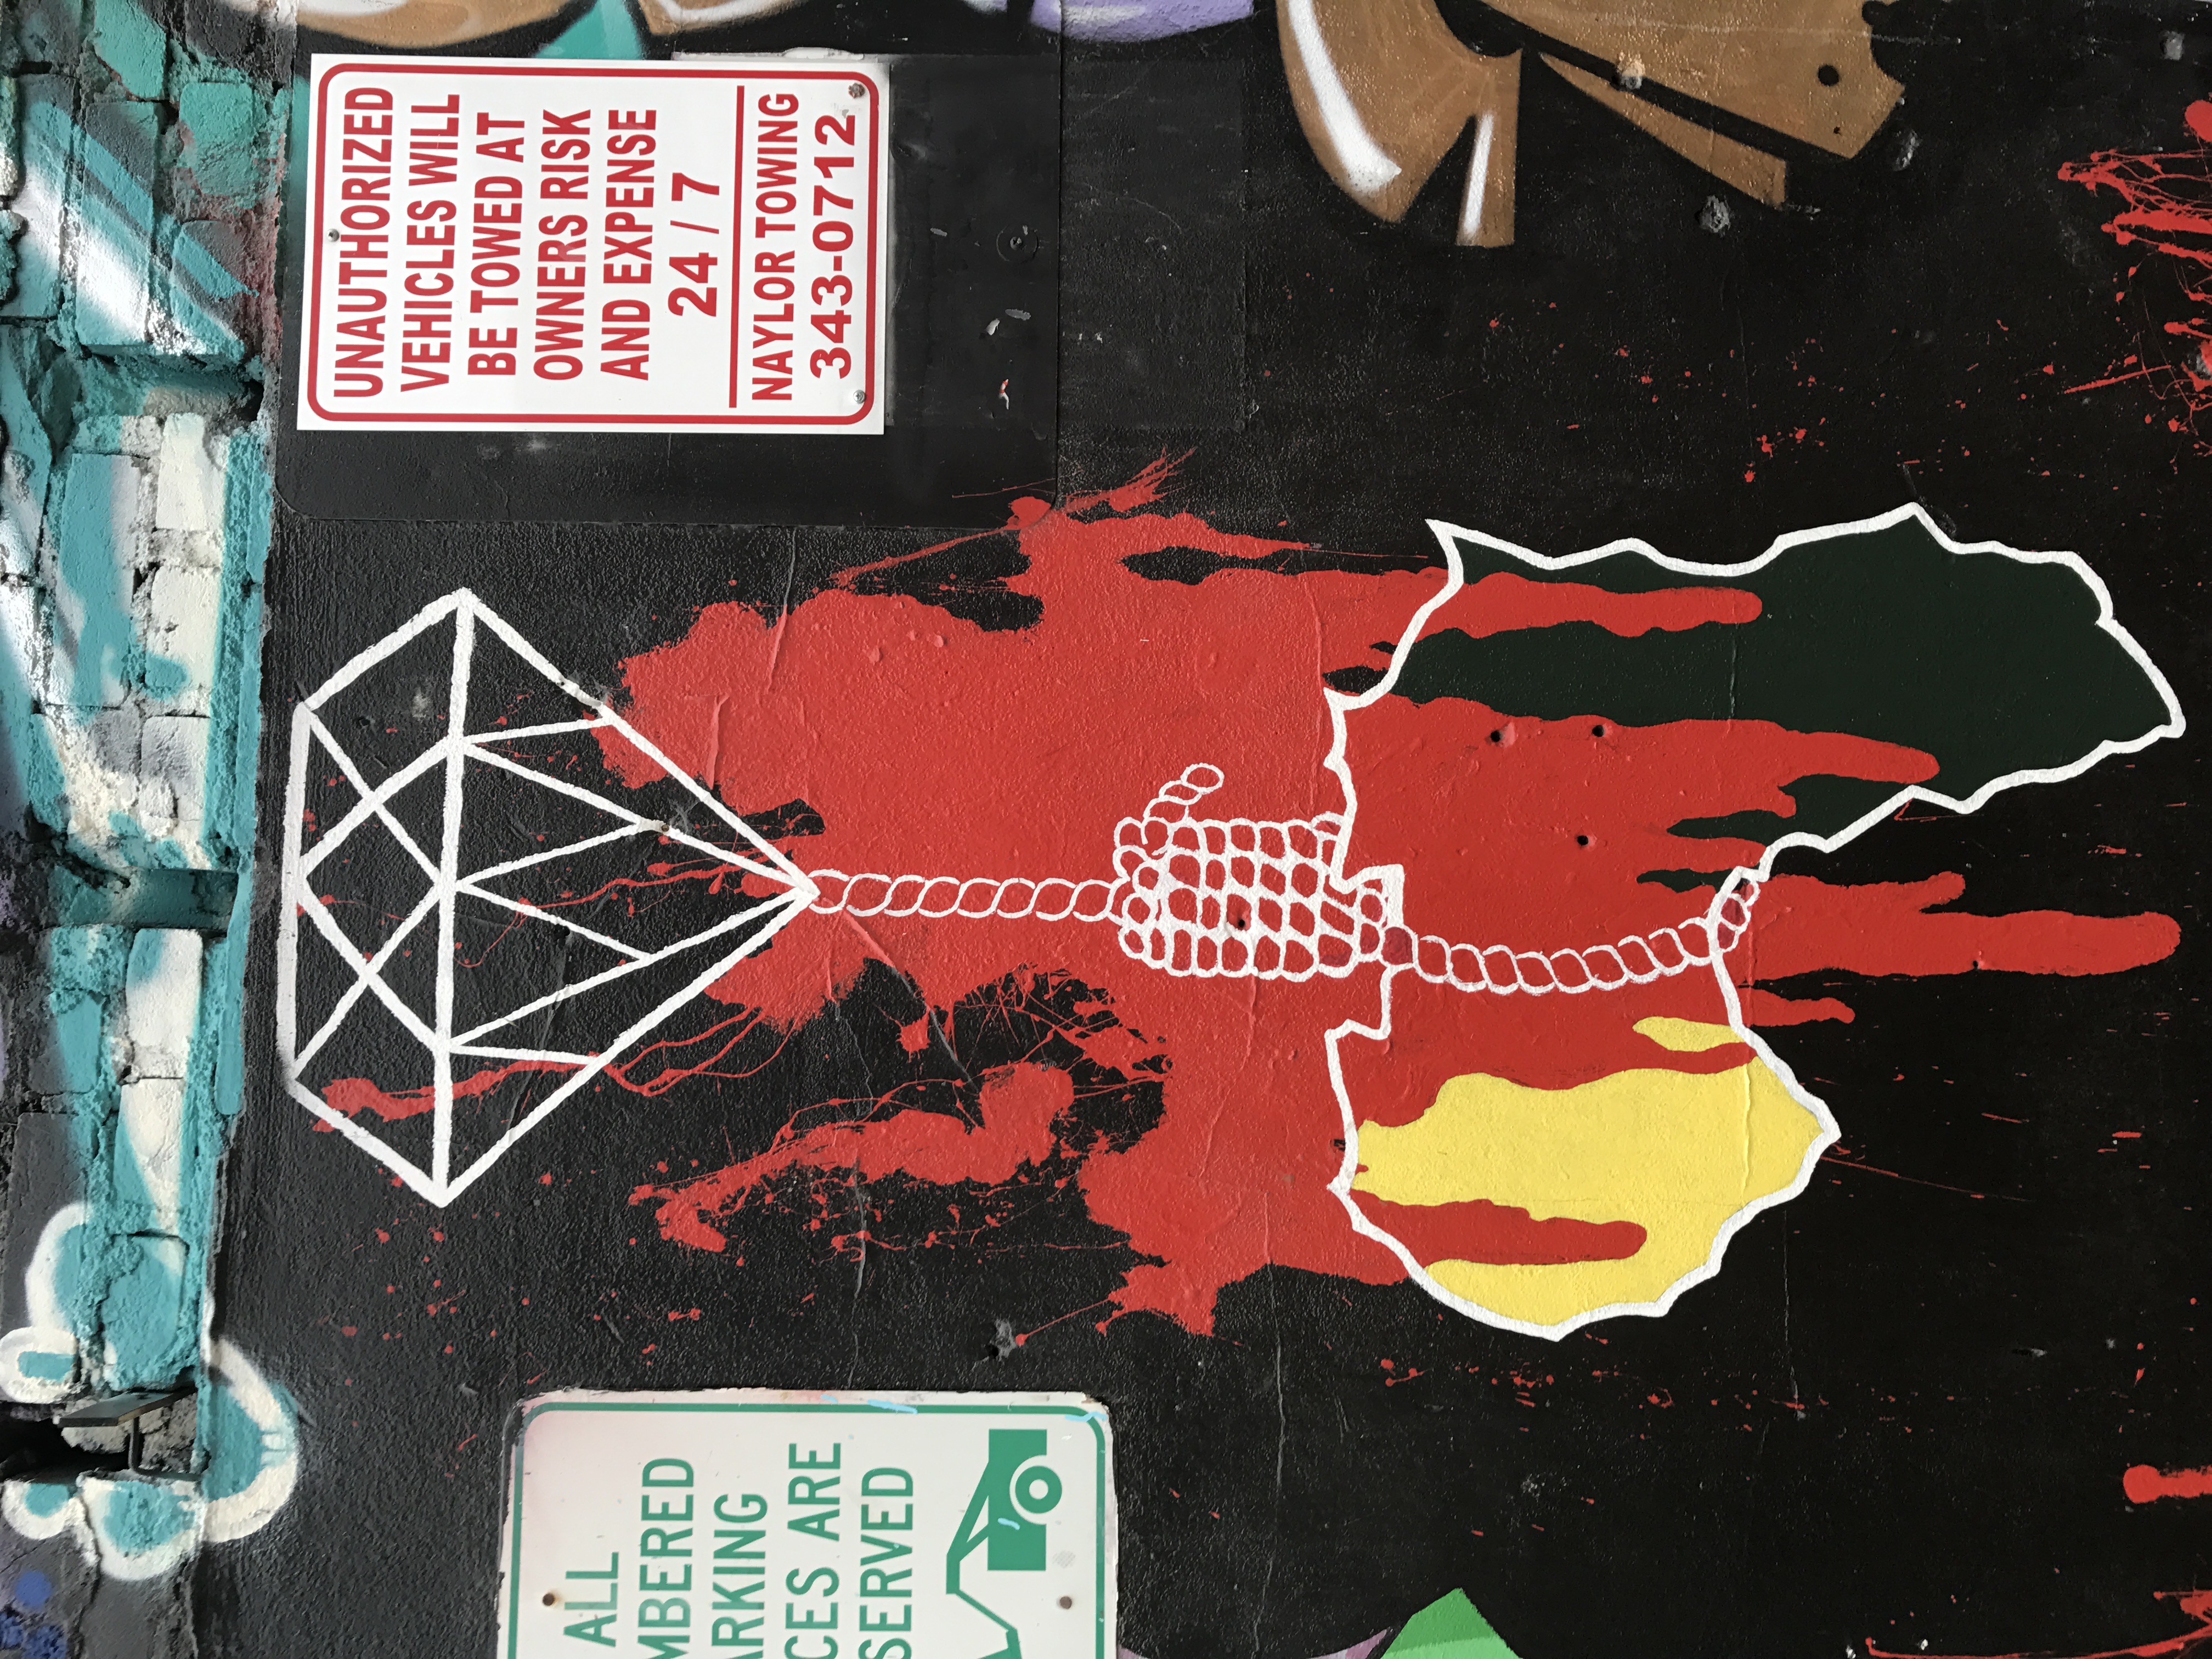 ALL
MBERED
ARKING
CES ARE
SERVED
UNAUTHORIZED
VEHICLES WILL
BE TOWED AT
OWNERS RISK
AND EXPENSE
24 / 7
NAYLOR TOWING
343-0712